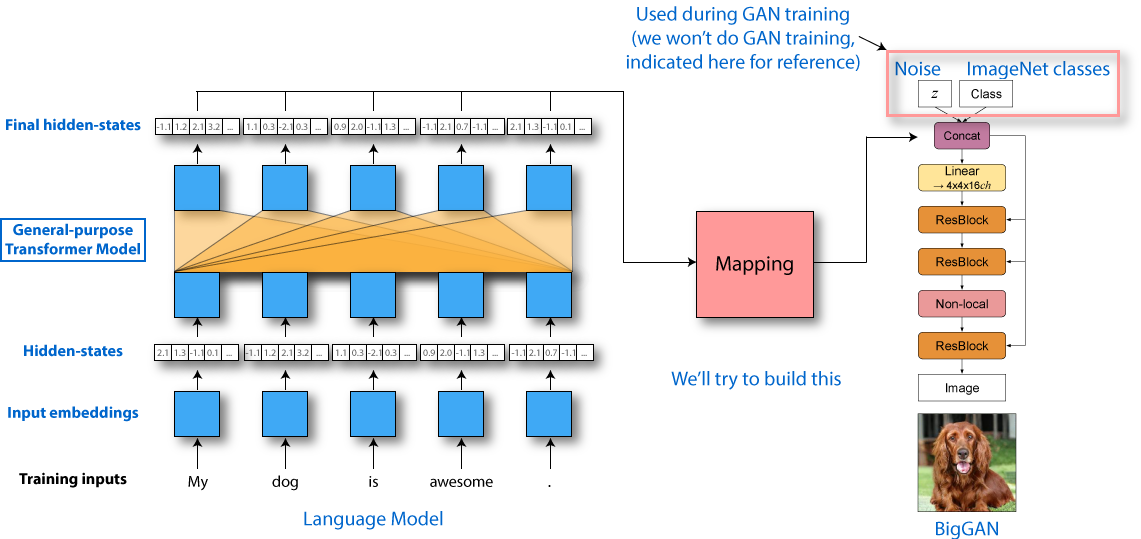 Used during GAN training
(we won't do GAN training,
indicated here for reference)
Noise ImageNet classes
z Class
Final hidden-states
-1.1 1.2 2.1 3.2 ... 1.1 0.3 -2.1 0.3 ... 0.9 2.0 -1.1 1.3 ... -1.1 2.1 0.7 -1.1 ... 2.1 1.3 -1.1 0.1 ...
Concat
Linear
→ 4x4x16ch
ResBlock
General-purpose
Transformer Model
Mapping
ResBlock
Non-local
Hidden-states
2.1 1.3 -1.1 0.1 ... -1.1 1.2 2.1 3.2 ... 1.1 0.3 -2.1 0.3 ... 0.9 2.0 -1.1 1.3 ... -1.1 2.1 0.7 -1.1 ...
ResBlock
We'll try to build this
Image
Input embeddings
Training inputs
My dog is awesome .
Language Model
BigGAN